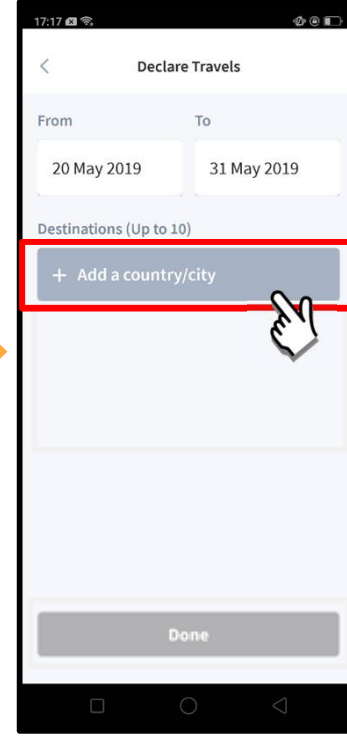 17:17
Declare Travels
From To
20 May 2019 31 May 2019
Destinations (Up to 10)
+ Add a country/city
Done